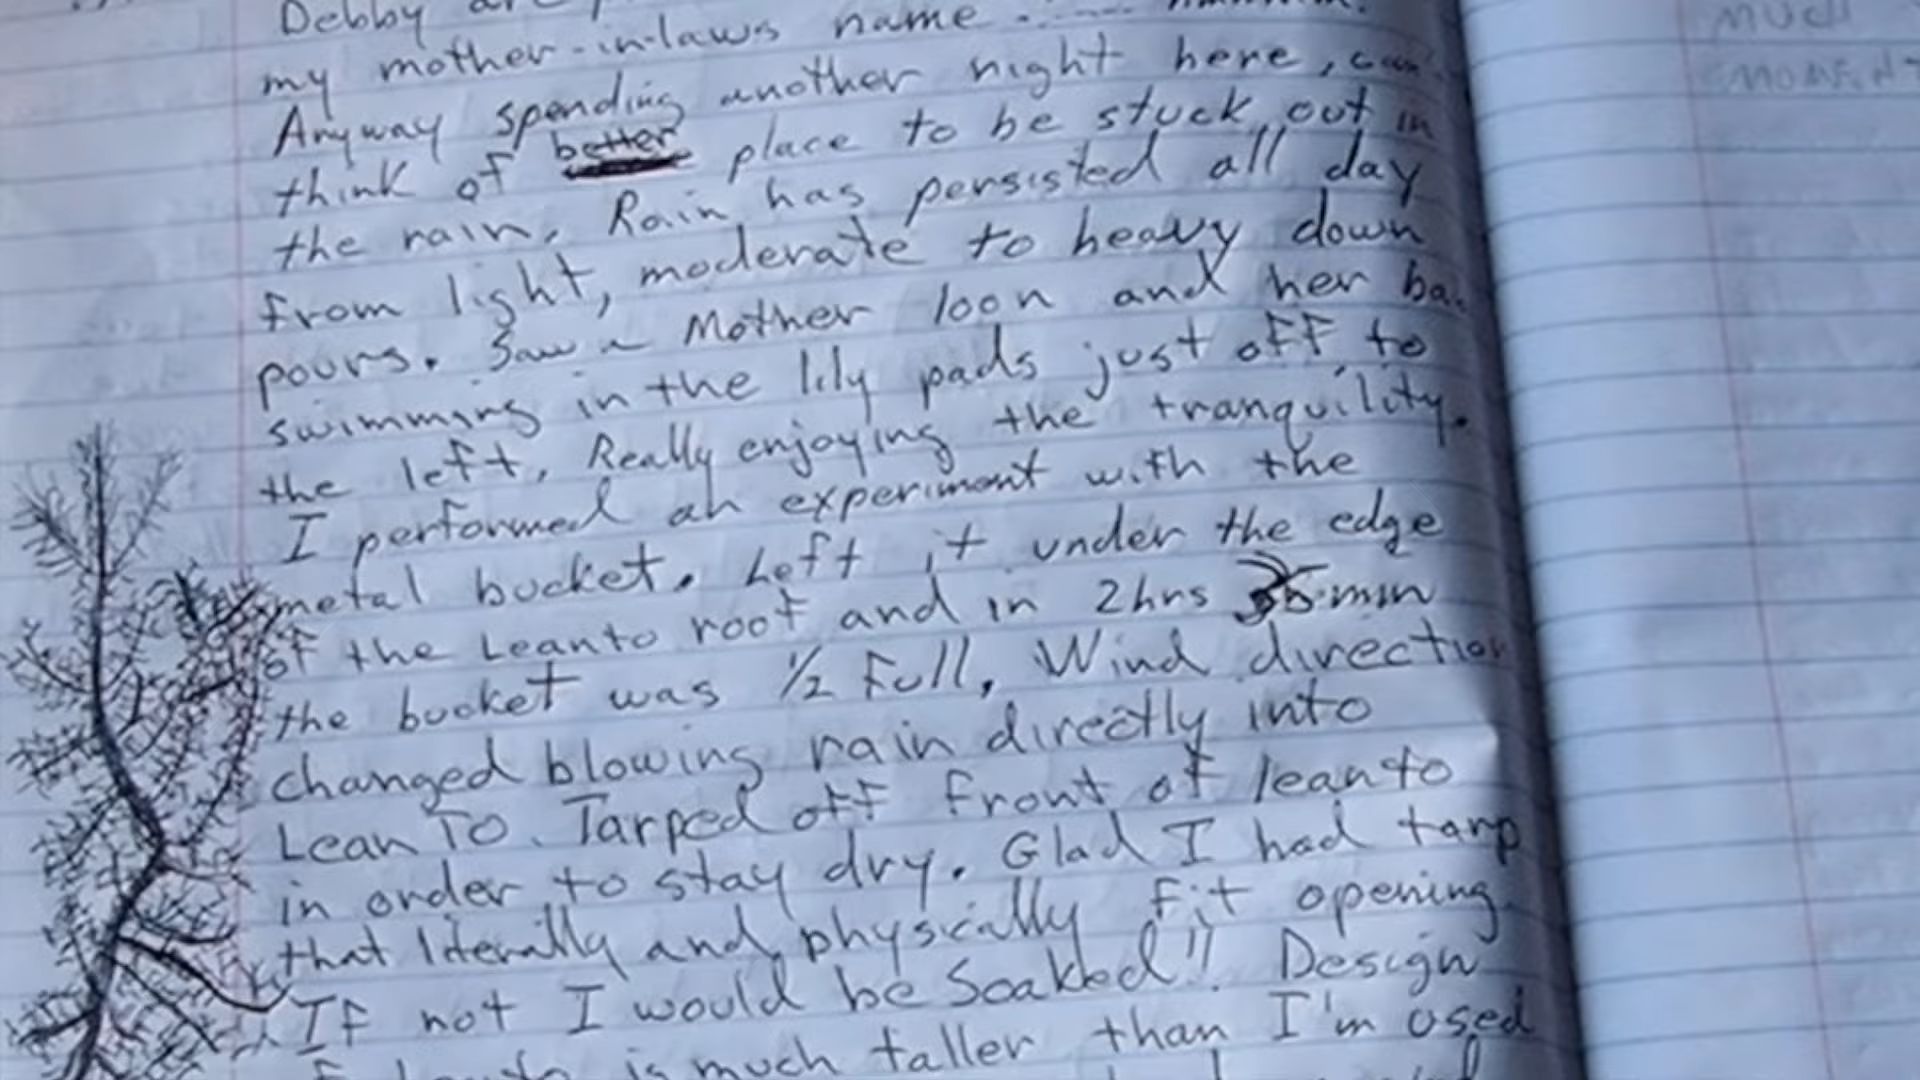 Debby
my mother-in-laws name ......
Anyway spending another night here,
think of better place to be stuck out in
the rain, Rain has persisted all day
from light, moderate to heavy down
pours. Saw a Mother loon and her
swimming in the lily pads just off to
the left, Really enjoying the tranquility.
I performed an experiment with the
metal bucket. Left it under the edge
of the Leanto roof and in 2hrs min
the bucket was 1/2 full, Wind direction
changed blowing rain directly into
Lean To. Tarped off front of leanto
in order to stay dry. Glad I had tarp
that literally and physically fit opening
If not I would be Soaked!! Design
is much taller than I'm used
MUCH
MOMENT